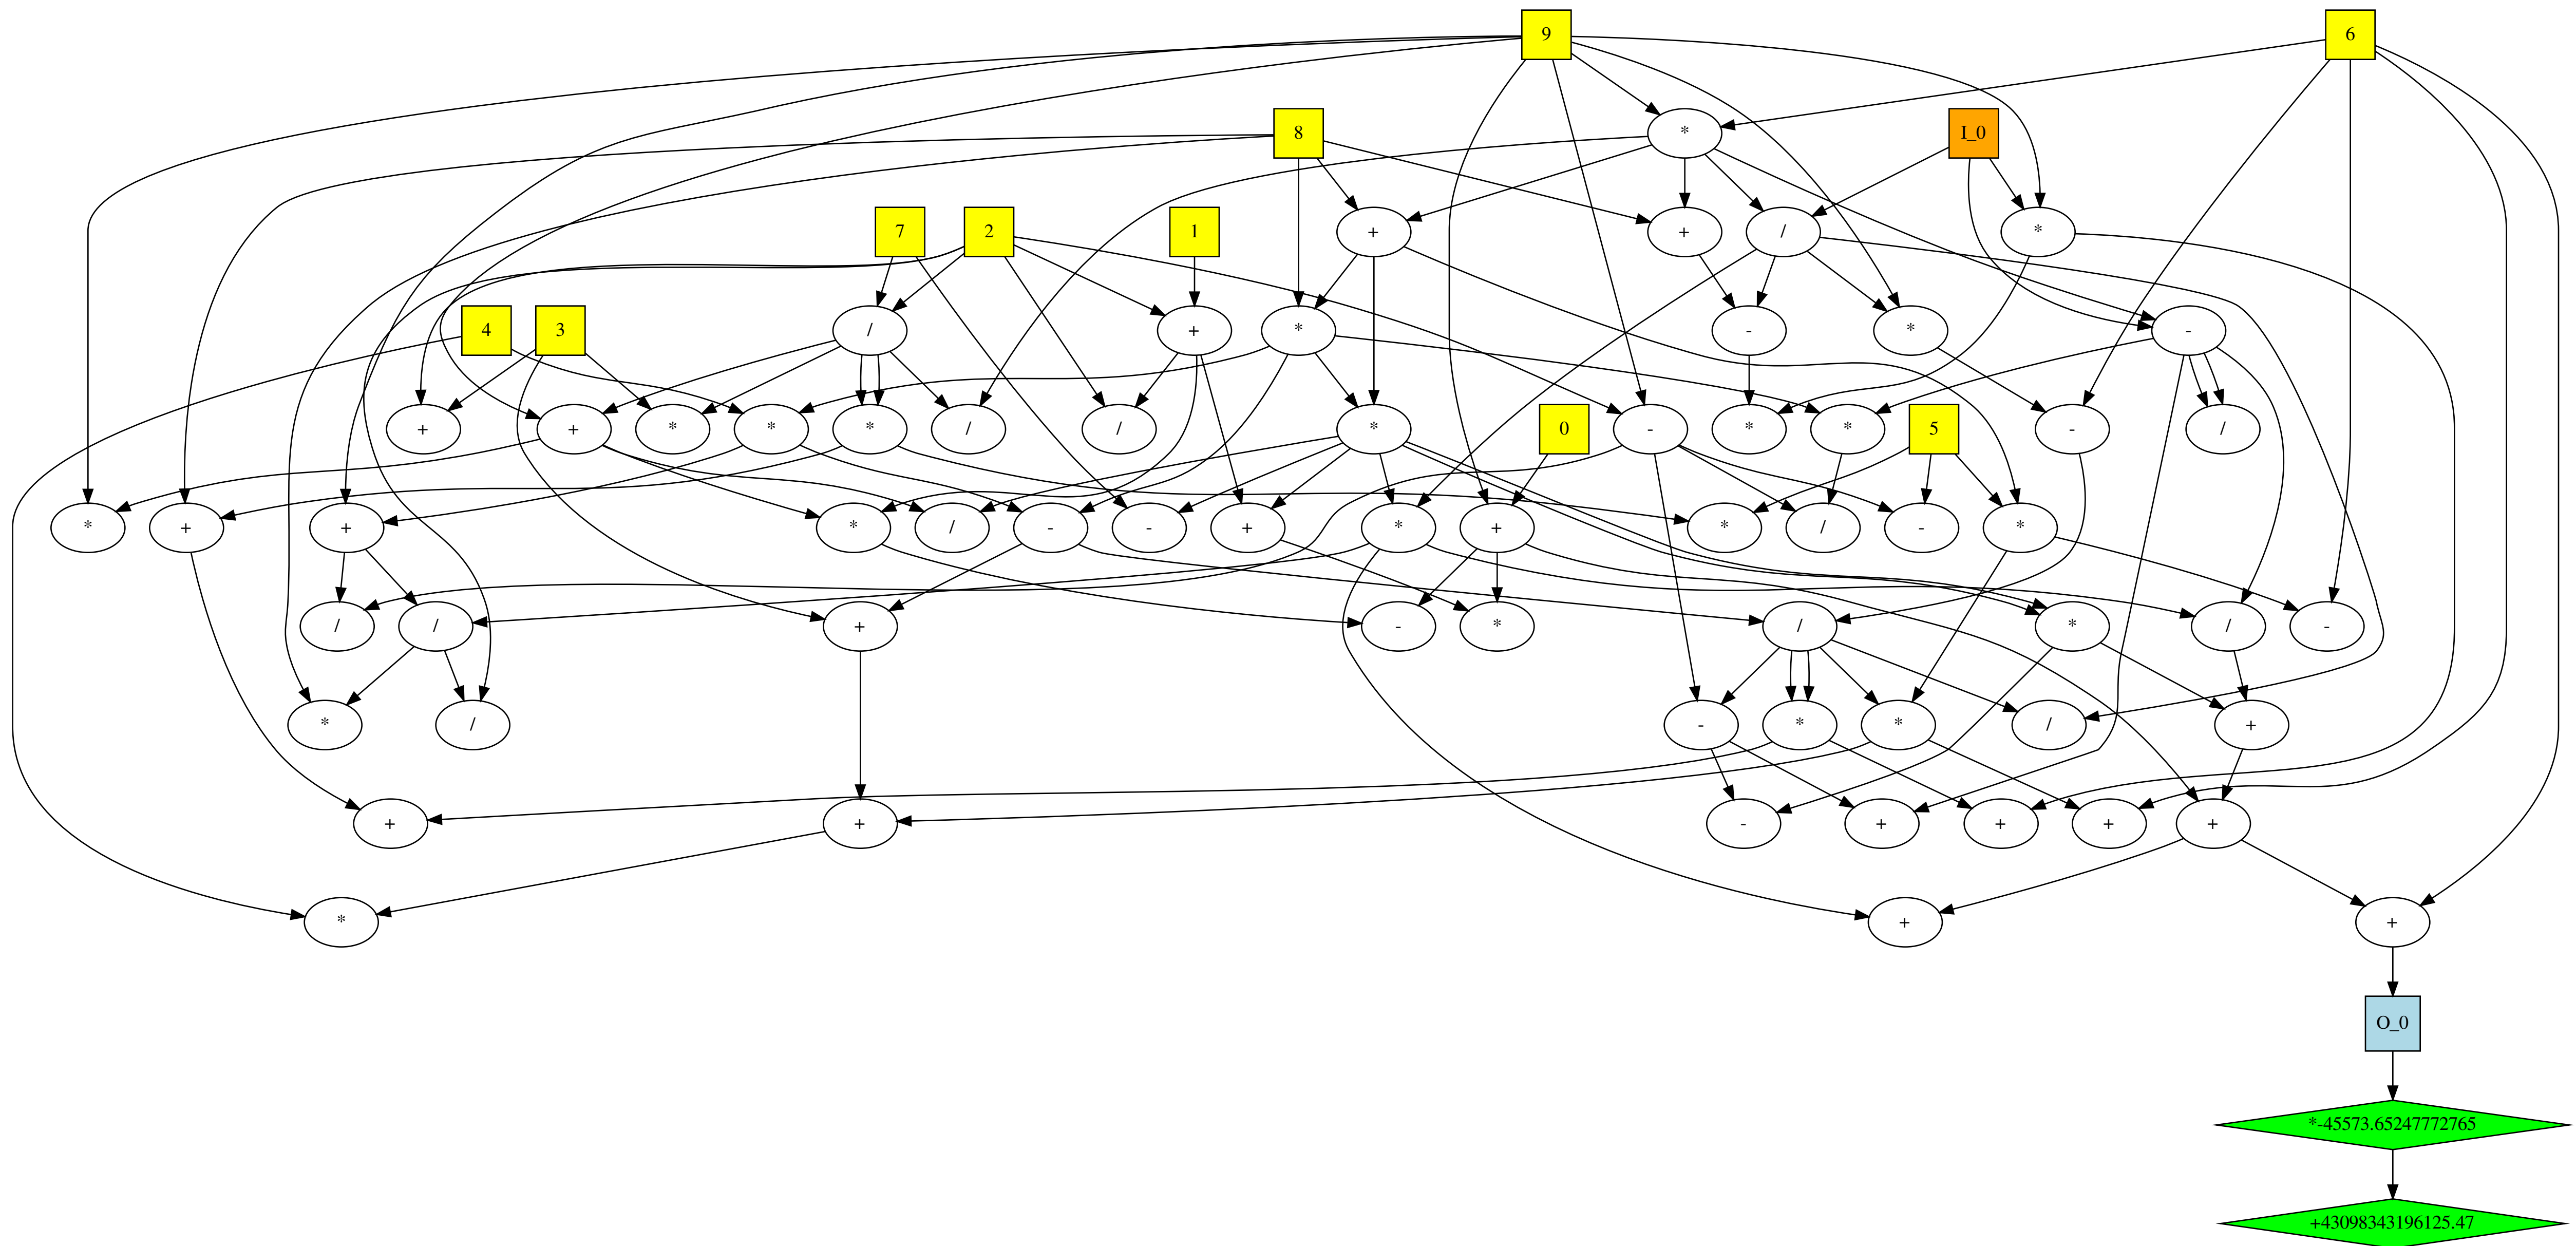 9 6
8 * I_0
7 2 1 + + / *
4 3 / + * - * -
+ + * * * / / * 0 - * * 5 - /
* + + * / - - + * + * / - *
/ / + - * / * / -
* / - * * / +
+ + - + + + +
* + +
O_0
*-45573.65247772765
+43098343196125.47